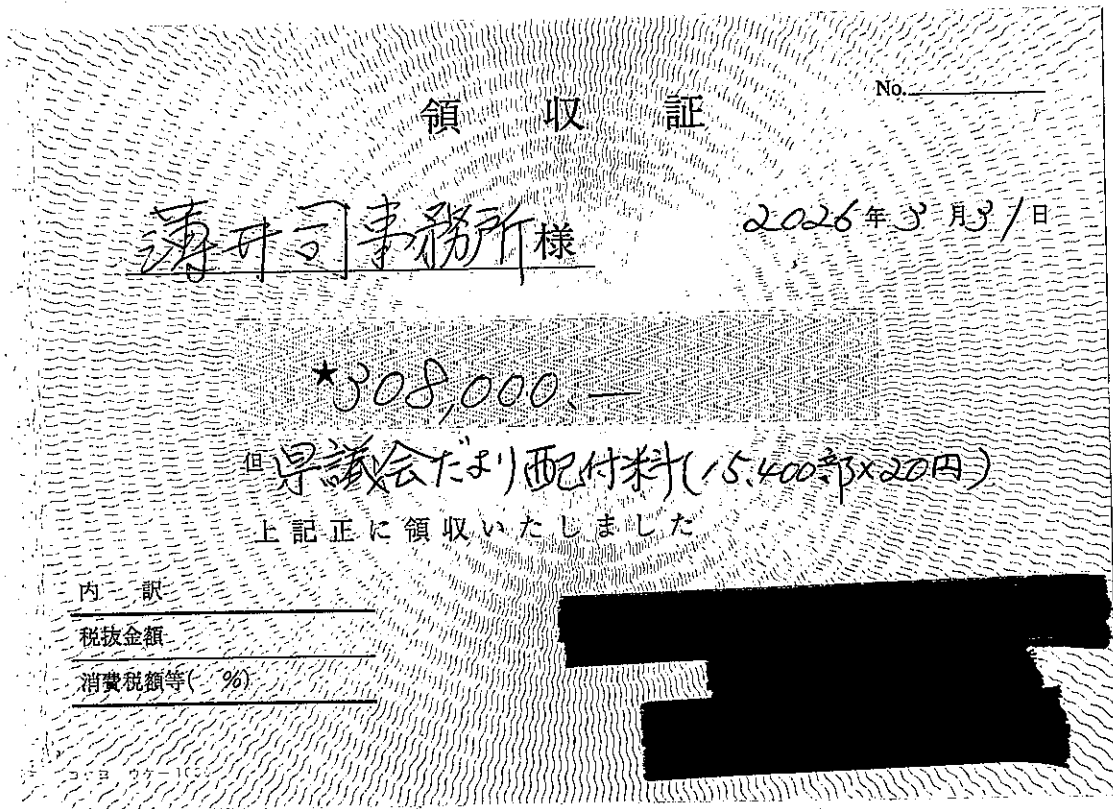 No.
領収証
薄井司事務所様
2026年3月31日
★308,000.—
但 県議会だより配付料(15.400部×20円)
上記正に領収いたしました
内訳
税抜金額
消費税額等( %)